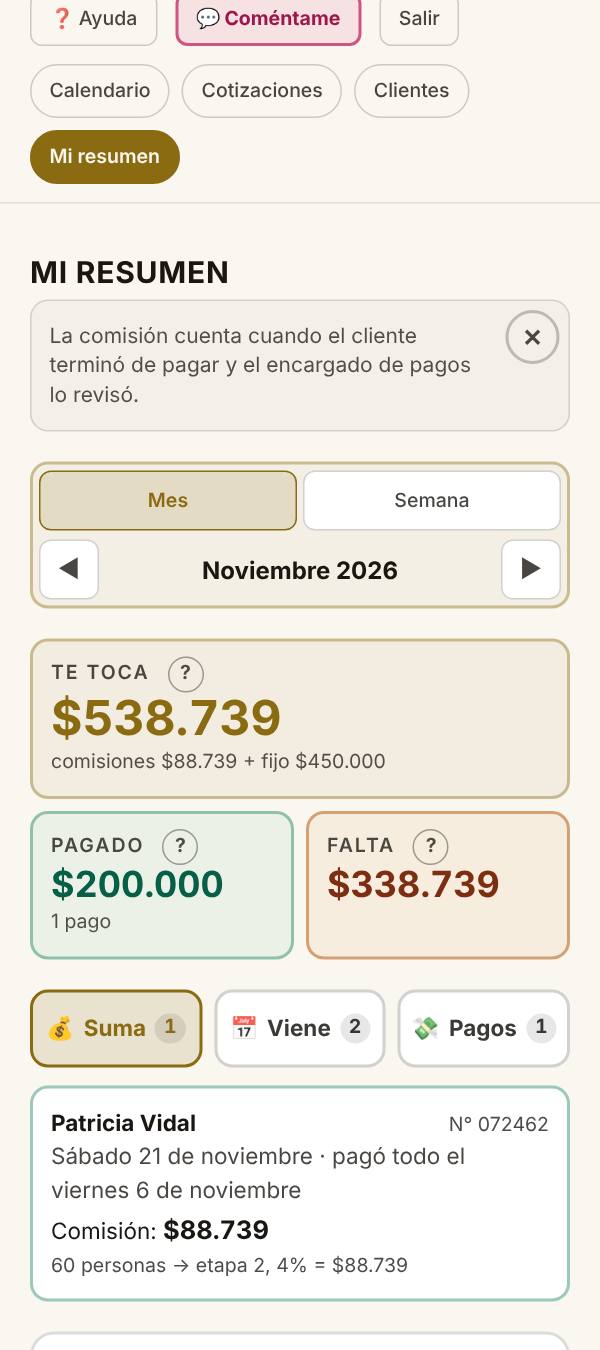 ❓ Ayuda
💬 Coméntame
Salir
Calendario
Cotizaciones
Clientes
Mi resumen
MI RESUMEN
La comisión cuenta cuando el cliente
terminó de pagar y el encargado de pagos
lo revisó.
✕
Mes
Semana
◀ Noviembre 2026 ▶
TE TOCA ?
$538.739
comisiones $88.739 + fijo $450.000
PAGADO ?
$200.000
1 pago
FALTA ?
$338.739
💰 Suma 1
📅 Viene 2
💸 Pagos 1
Patricia Vidal
N° 072462
Sábado 21 de noviembre · pagó todo el
viernes 6 de noviembre
Comisión: $88.739
60 personas → etapa 2, 4% = $88.739